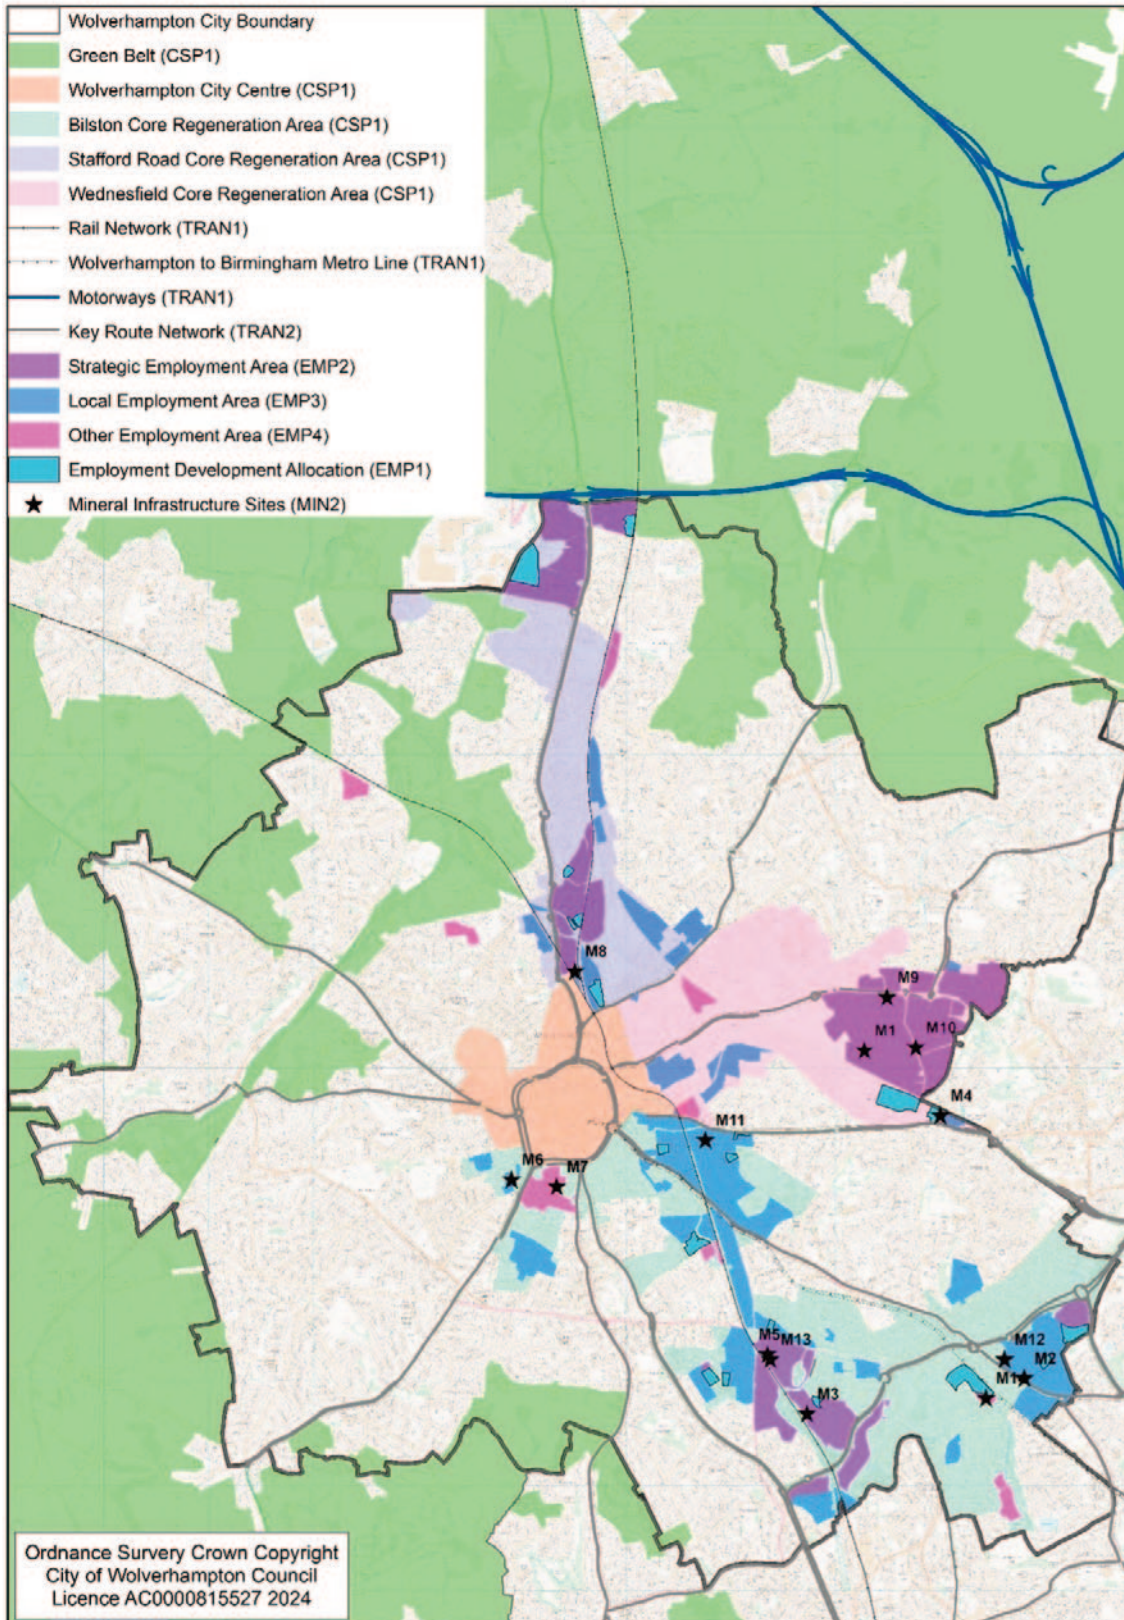 Wolverhampton City Boundary
Green Belt (CSP1)
Wolverhampton City Centre (CSP1)
Bilston Core Regeneration Area (CSP1)
Stafford Road Core Regeneration Area (CSP1)
Wednesfield Core Regeneration Area (CSP1)
Rail Network (TRAN1)
Wolverhampton to Birmingham Metro Line (TRAN1)
Motorways (TRAN1)
Key Route Network (TRAN2)
Strategic Employment Area (EMP2)
Local Employment Area (EMP3)
Other Employment Area (EMP4)
Employment Development Allocation (EMP1)
Mineral Infrastructure Sites (MIN2)
M8
M9
M1
M10
M4
M11
M6
M7
M5
M13
M12
M2
M1
M3
Ordnance Survery Crown Copyright
City of Wolverhampton Council
Licence AC0000815527 2024